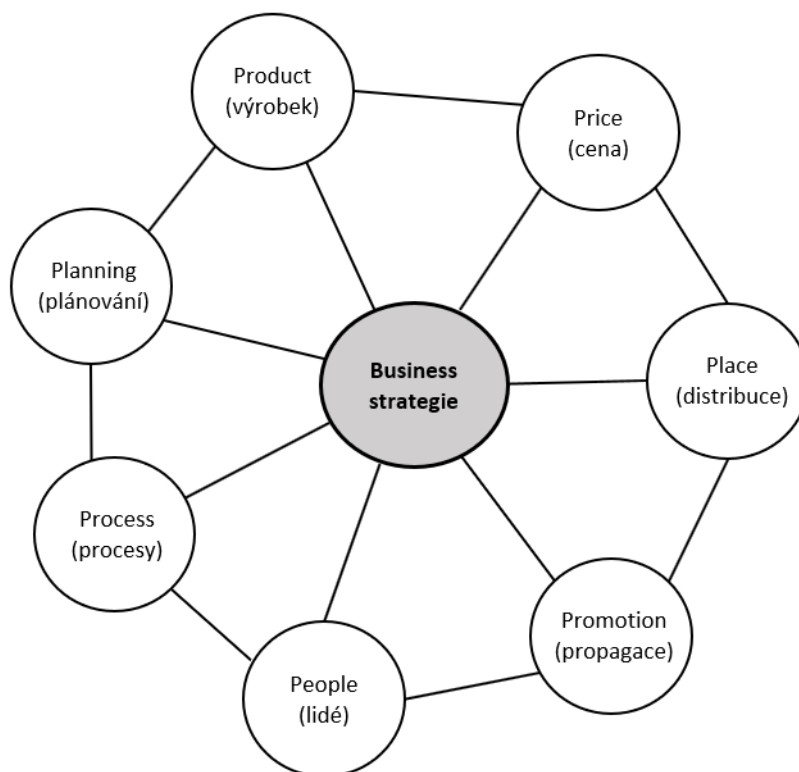 Product
(výrobek)
Price
(cena)
Planning
(plánování)
Business
strategie
Place
(distribuce)
Process
(procesy)
Promotion
(propagace)
People
(lidé)